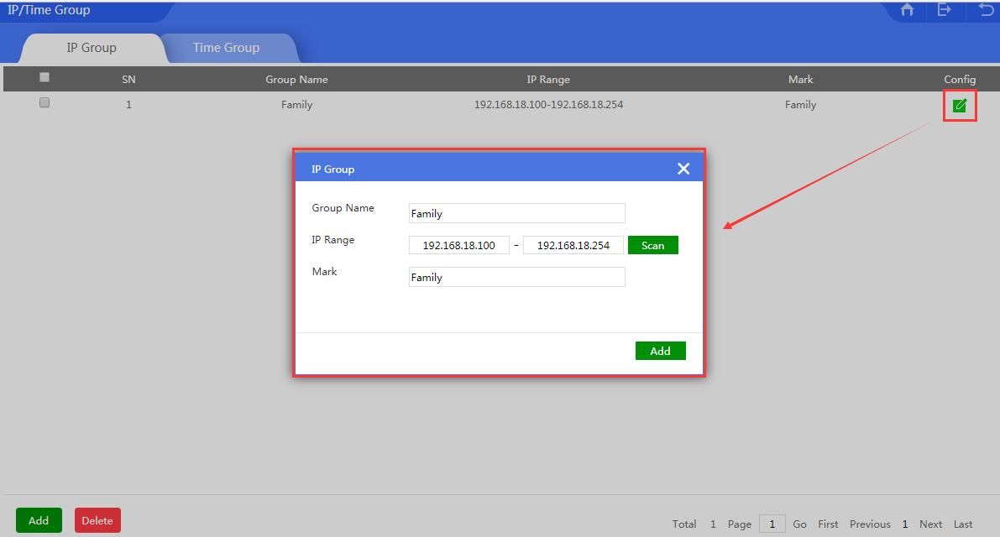 IP/Time Group
IP Group Time Group
SN Group Name IP Range Mark Config
1 Family 192.168.18.100-192.168.18.254 Family
IP Group
Group Name Family
IP Range 192.168.18.100 - 192.168.18.254 Scan
Mark Family
Add
Add Delete Total 1 Page 1 Go First Previous 1 Next Last